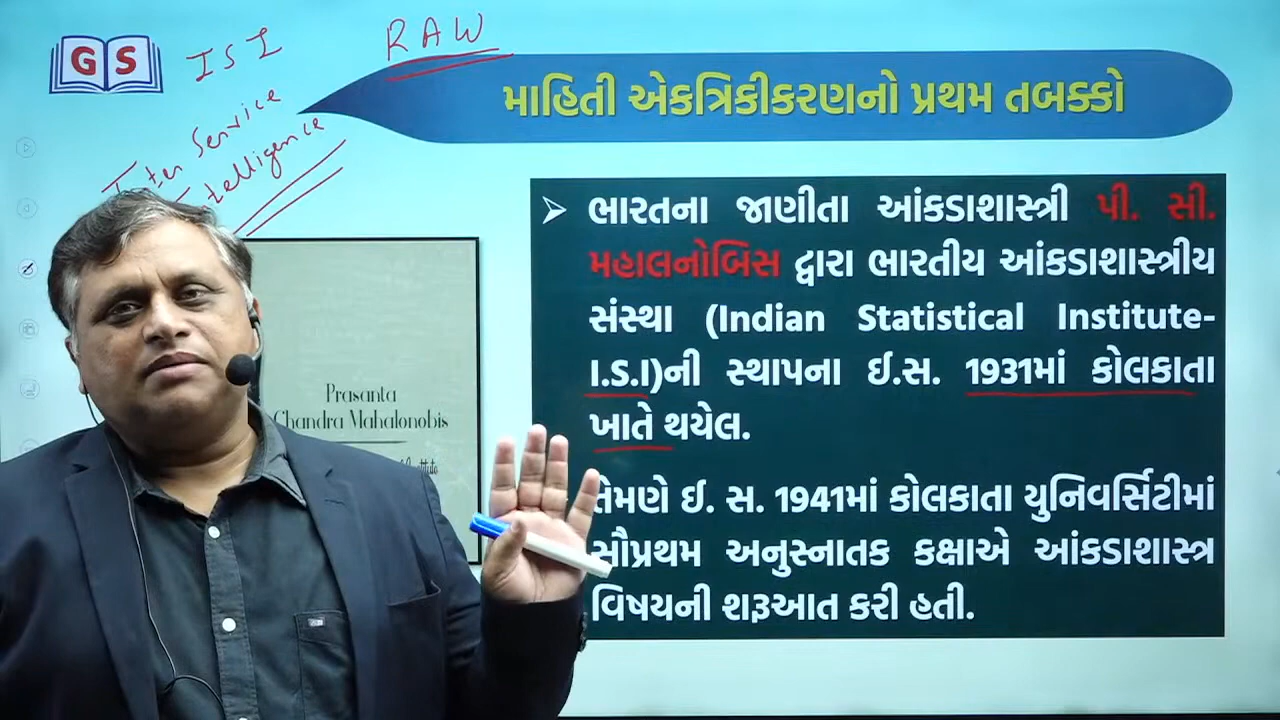 GS
ISI
RAW
Inter Service
Intelligence
માહિતી એકત્રિકીકરણનો પ્રથમ તબક્કો
ભારતના જાણીતા આંકડાશાસ્ત્રી પી. સી.
મહાલનોબિસ દ્વારા ભારતીય આંકડાશાસ્ત્રીય
સંસ્થા (Indian Statistical Institute-
I.S.I)ની સ્થાપના ઈ.સ. 1931માં કોલકાતા
ખાતે થયેલ.
તેમણે ઈ. સ. 1941માં કોલકાતા યુનિવર્સિટીમાં
સૌપ્રથમ અનુસ્નાતક કક્ષાએ આંકડાશાસ્ત્ર
વિષયની શરૂઆત કરી હતી.
Prasanta
Chandra Mahalonobis